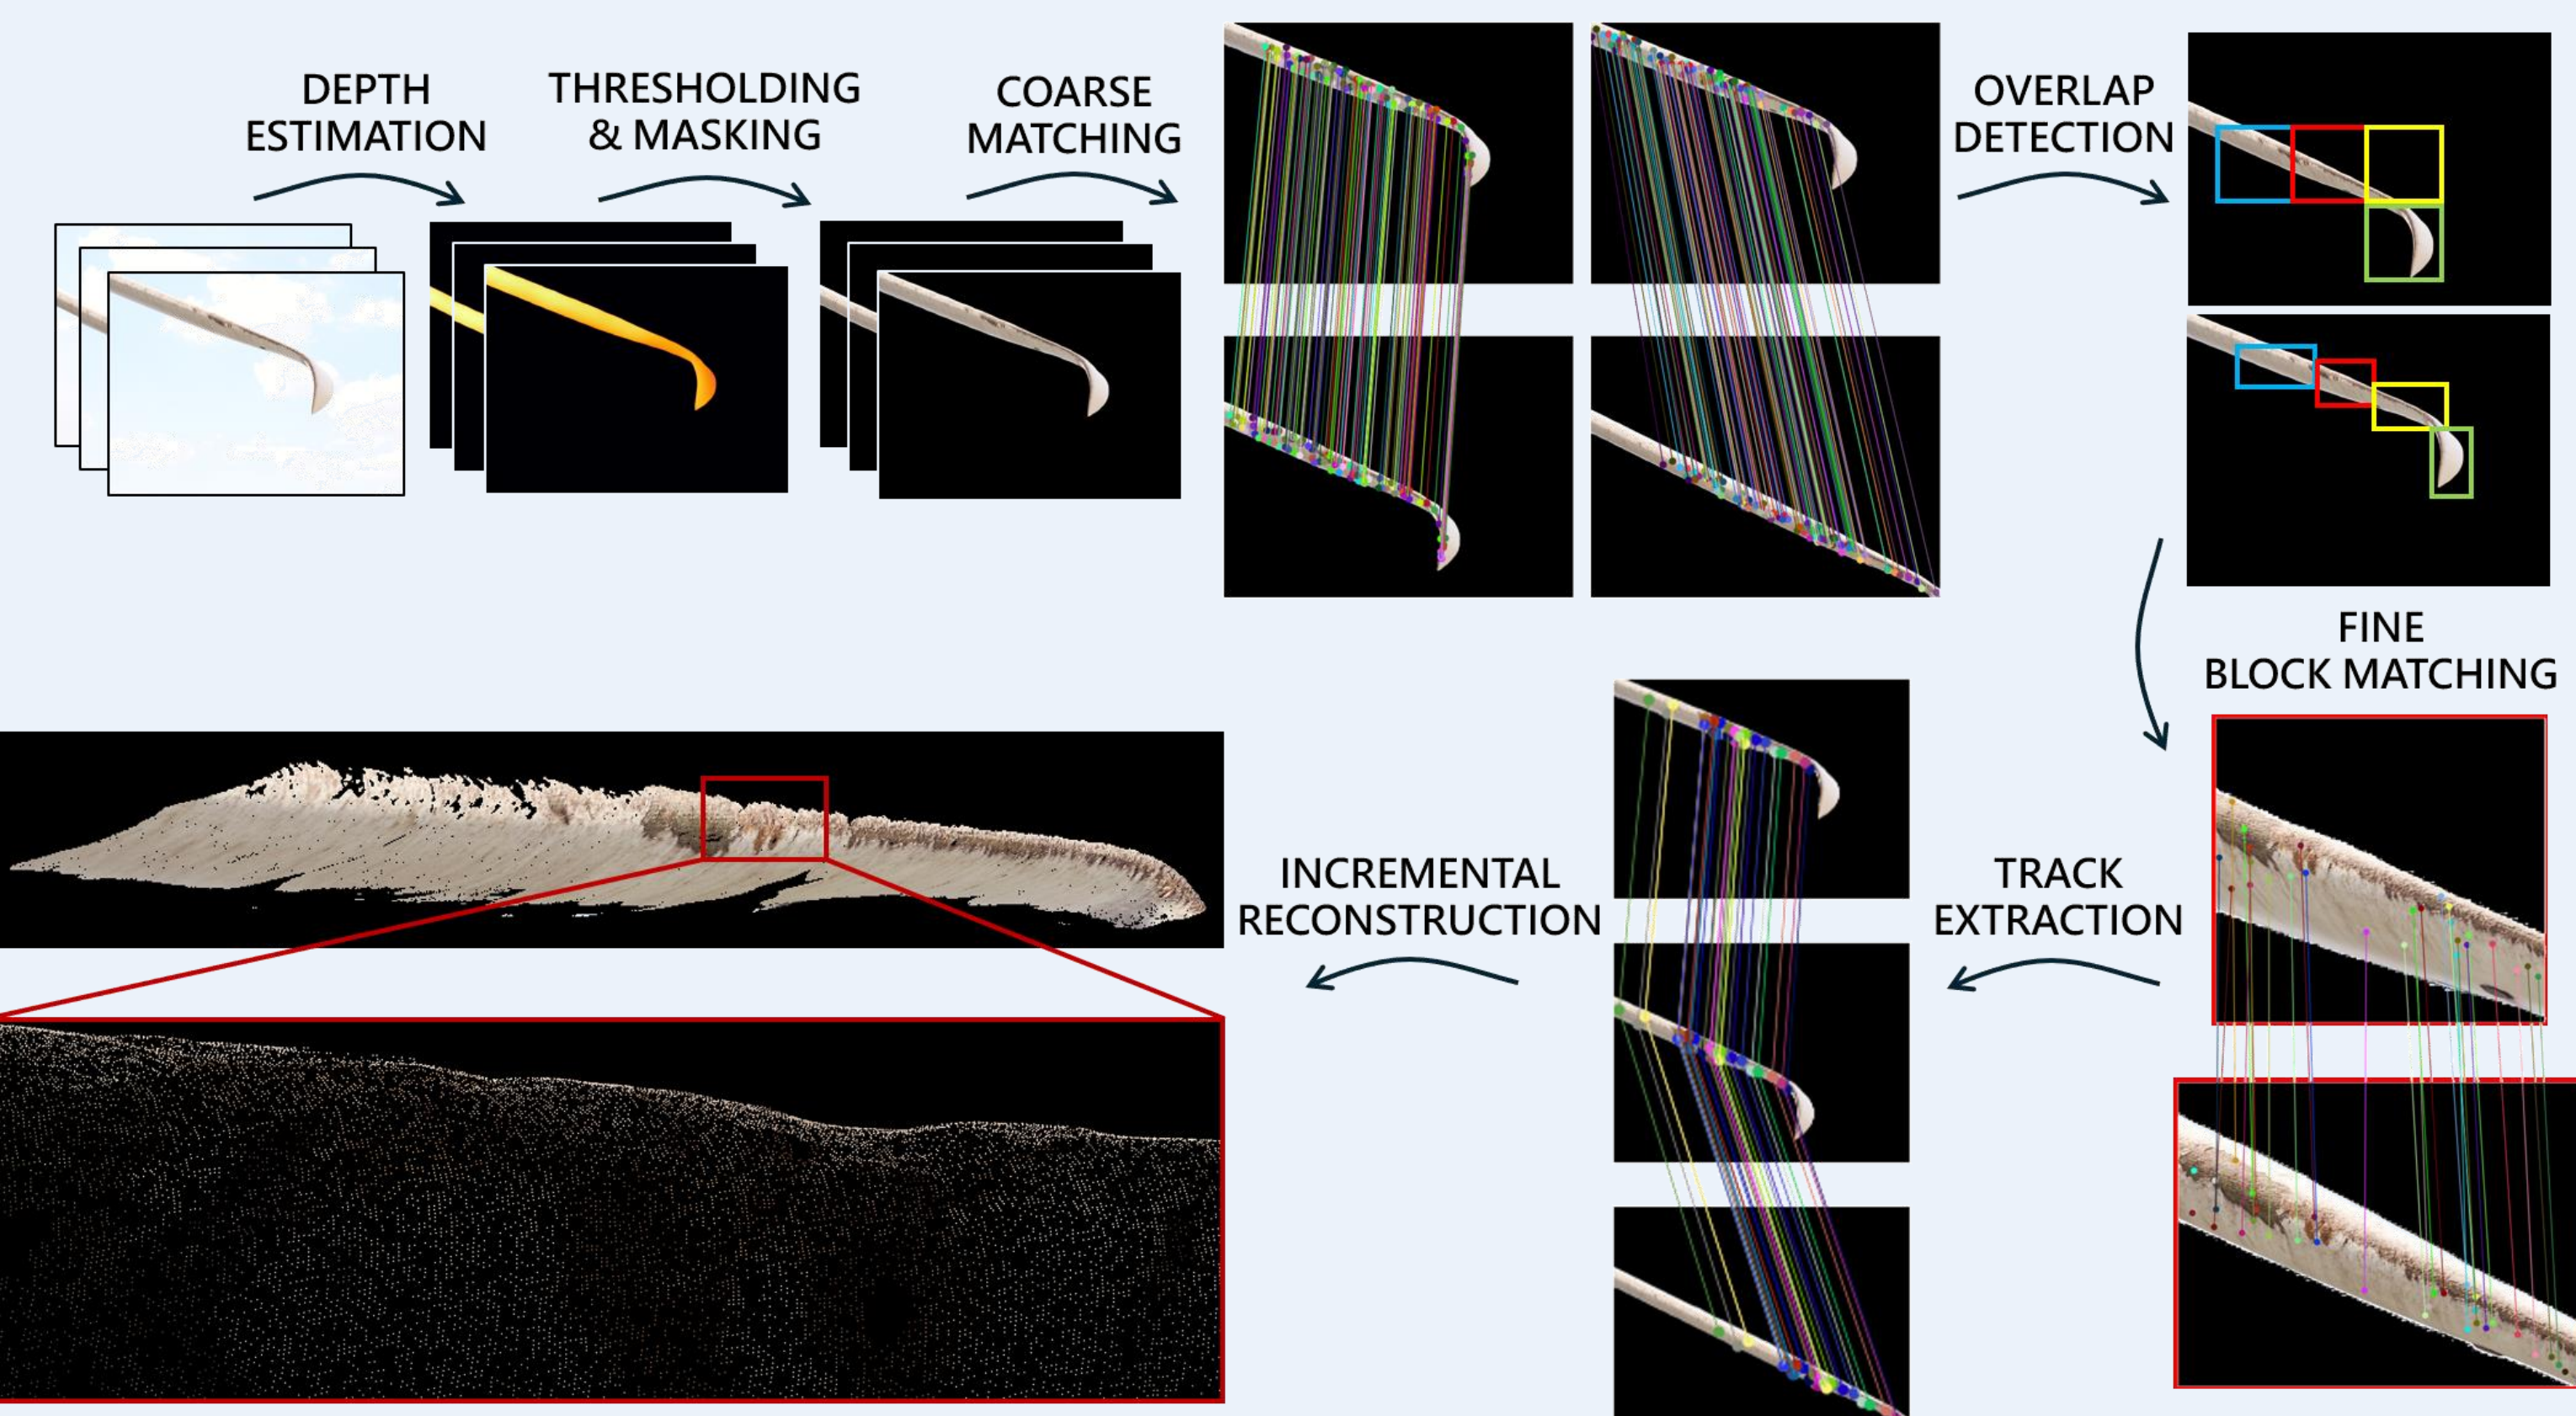 DEPTH
ESTIMATION
THRESHOLDING
& MASKING
COARSE
MATCHING
OVERLAP
DETECTION
FINE
BLOCK MATCHING
TRACK
EXTRACTION
INCREMENTAL
RECONSTRUCTION